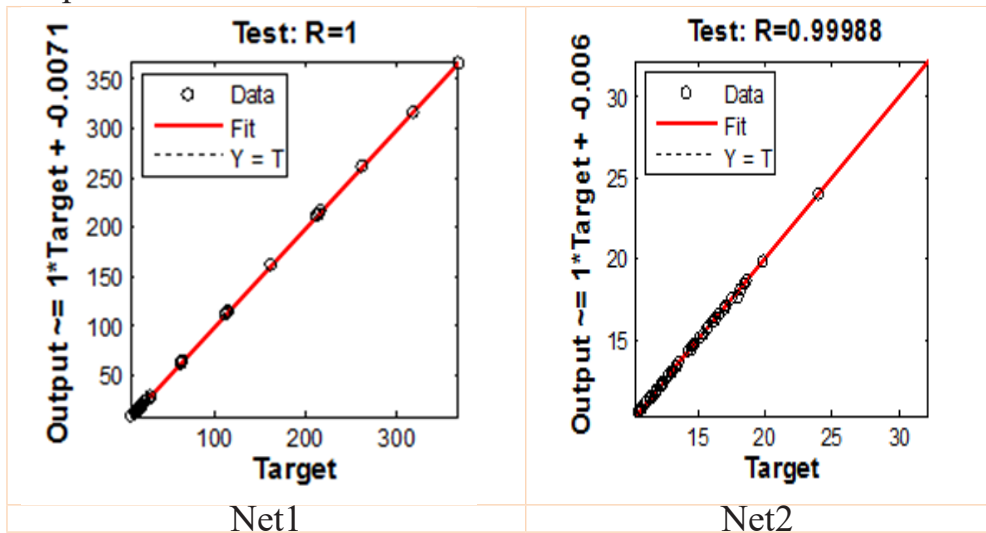 Test: R=1
Output ~= 1*Target + -0.0071
350
300
250
200
150
100
50
Data
Fit
Y = T
100
200
300
Target
Net1
Test: R=0.99988
Output ~= 1*Target + -0.006
30
25
20
15
Data
Fit
Y = T
15
20
25
30
Target
Net2